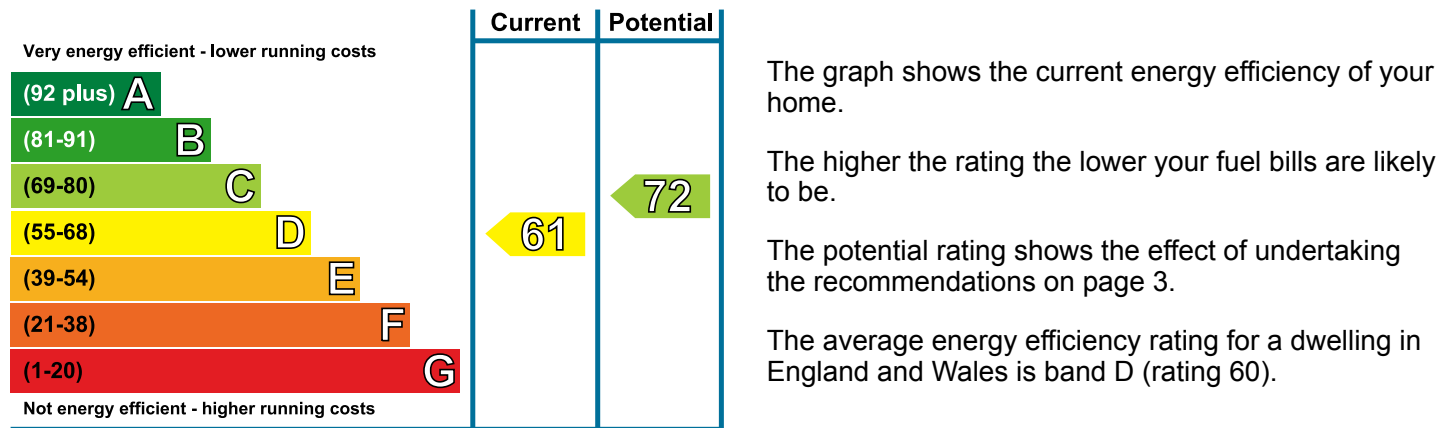 Current Potential
Very energy efficient - lower running costs
(92 plus) A
(81-91) B
(69-80) C
72
(55-68) D
61
(39-54) E
(21-38) F
(1-20) G
Not energy efficient - higher running costs
The graph shows the current energy efficiency of your
home.
The higher the rating the lower your fuel bills are likely
to be.
The potential rating shows the effect of undertaking
the recommendations on page 3.
The average energy efficiency rating for a dwelling in
England and Wales is band D (rating 60).